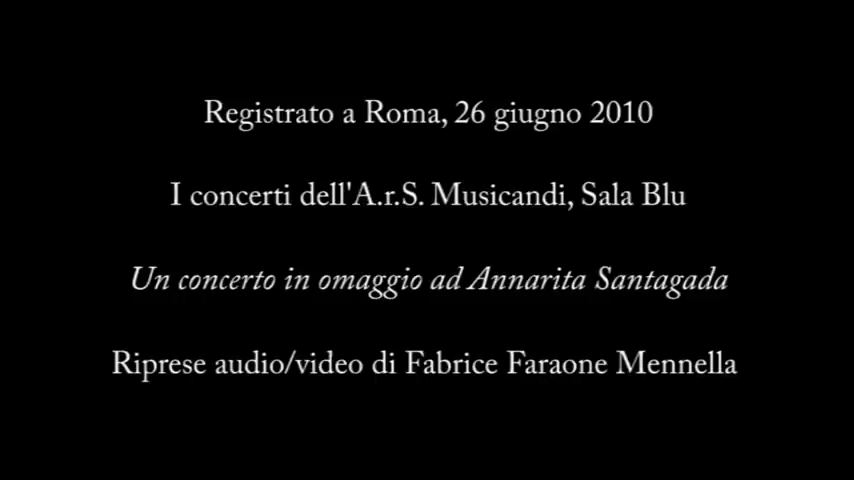 Registrato a Roma, 26 giugno 2010
I concerti dell'A.r.S. Musicandi, Sala Blu
Un concerto in omaggio ad Annarita Santagada
Riprese audio/video di Fabrice Faraone Mennella